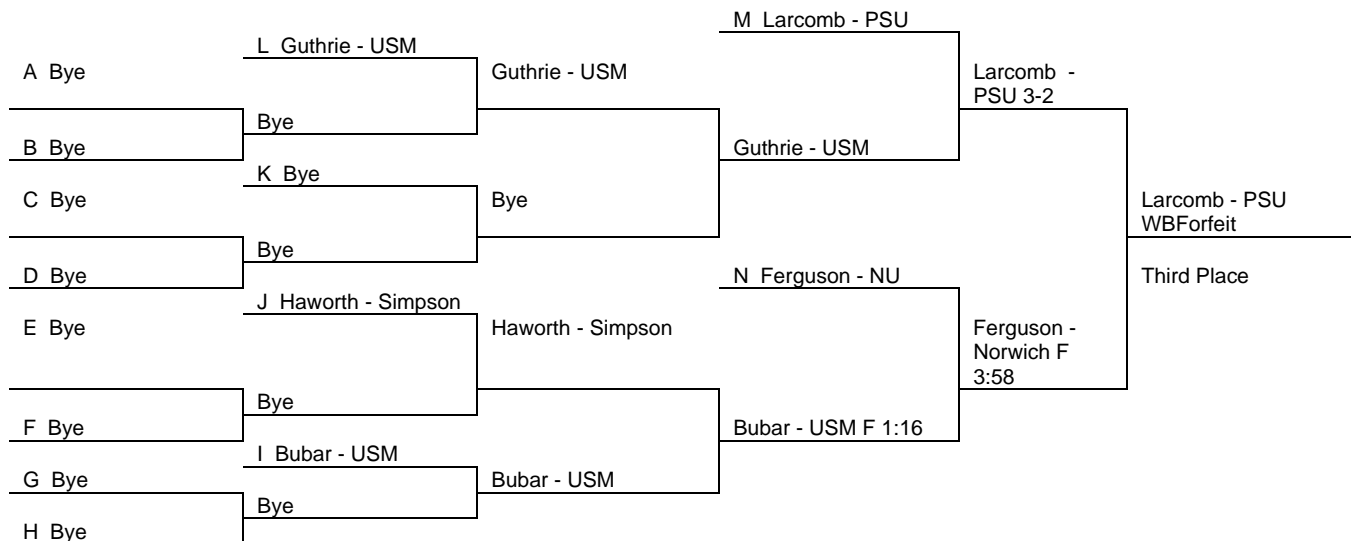 M Larcomb - PSU
L Guthrie - USM
A Bye
Guthrie - USM
Larcomb -
PSU 3-2
Bye
B Bye
Guthrie - USM
K Bye
C Bye
Bye
Larcomb - PSU
WBForfeit
Bye
D Bye
N Ferguson - NU
Third Place
J Haworth - Simpson
E Bye
Haworth - Simpson
Ferguson -
Norwich F
3:58
Bye
F Bye
Bubar - USM F 1:16
I Bubar - USM
G Bye
Bubar - USM
Bye
H Bye